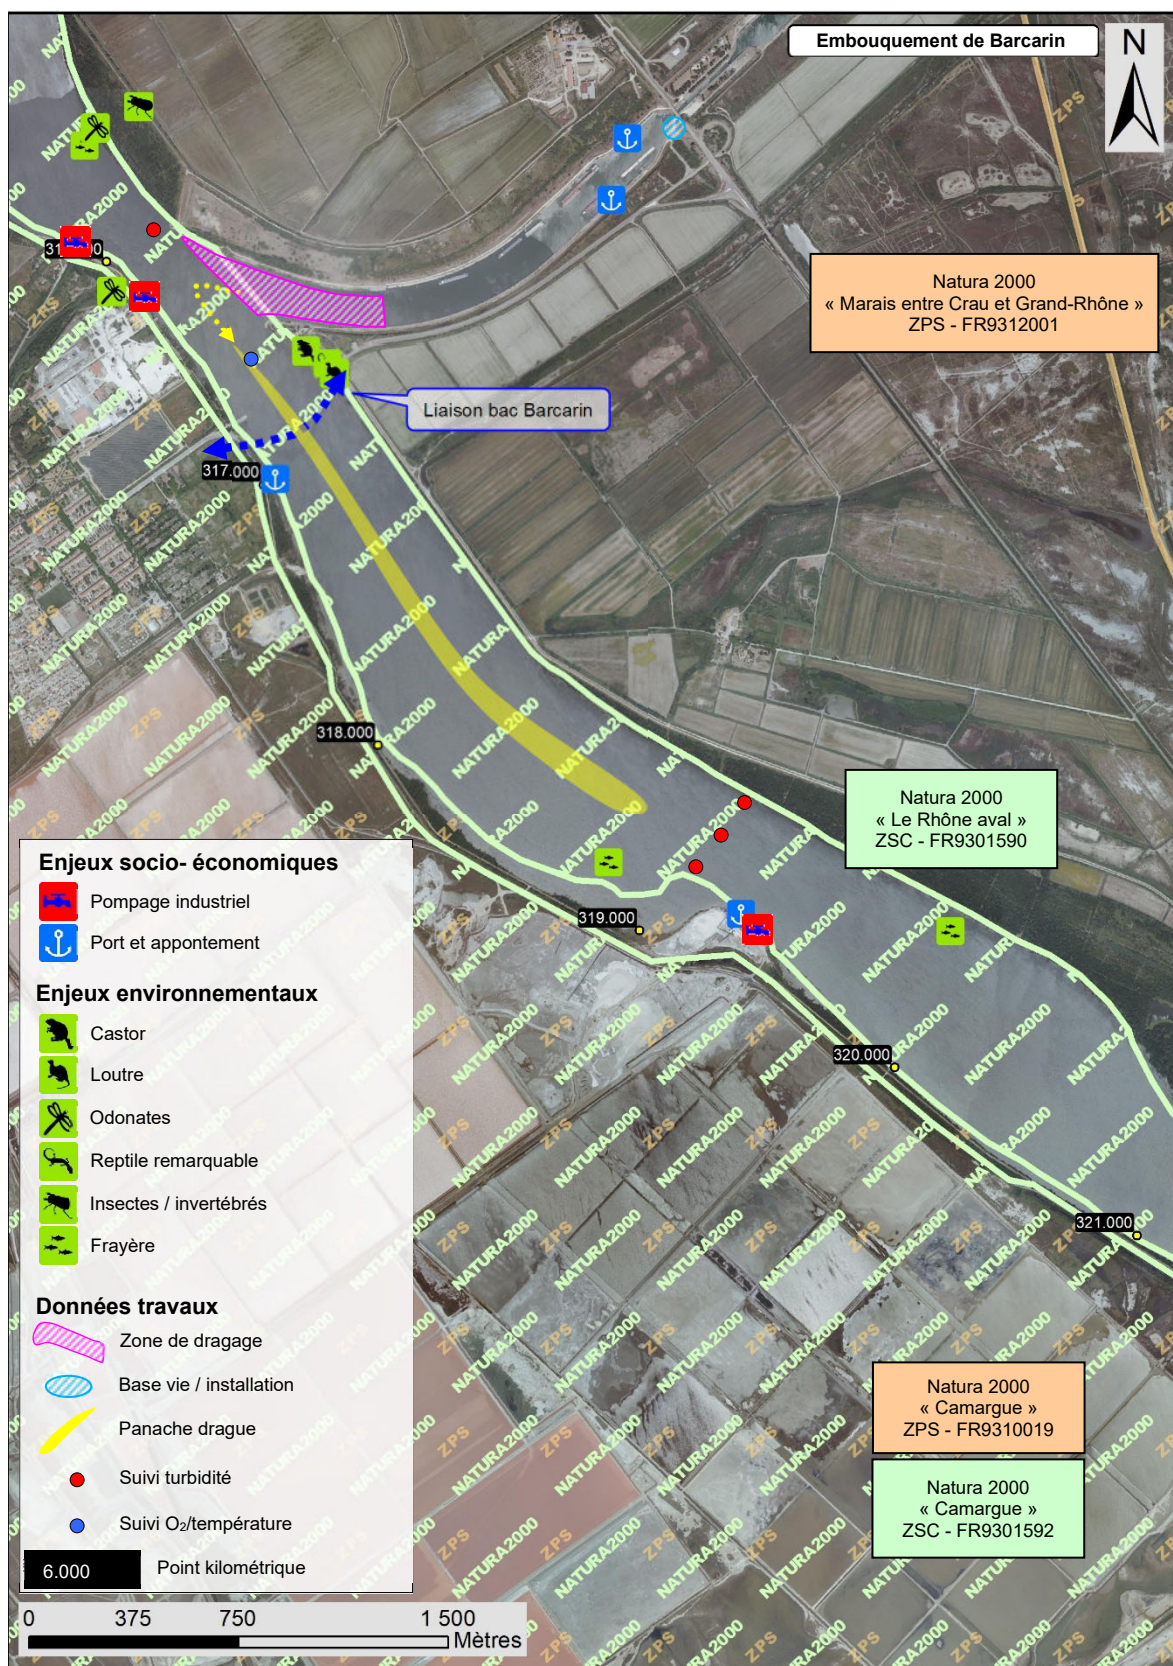 Embouquement de Barcarin
N
Natura 2000
« Marais entre Crau et Grand-Rhône »
ZPS - FR9312001
Liaison bac Barcarin
317.000
318.000
Natura 2000
« Le Rhône aval »
ZSC - FR9301590
319.000
320.000
321.000
NATURA2000
ZPS
Enjeux socio- économiques
Pompage industriel
Port et appontement
Enjeux environnementaux
Castor
Loutre
Odonates
Reptile remarquable
Insectes / invertébrés
Frayère
Données travaux
Zone de dragage
Base vie / installation
Panache drague
Suivi turbidité
Suivi O₂/température
6.000 Point kilométrique
Natura 2000
« Camargue »
ZPS - FR9310019
Natura 2000
« Camargue »
ZSC - FR9301592
0 375 750 1 500
Mètres